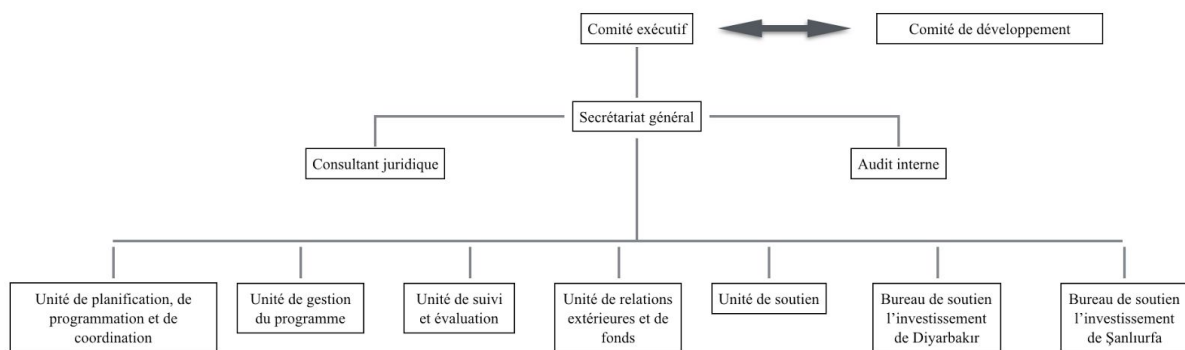 Comité exécutif
Comité de développement
Secrétariat général
Consultant juridique
Audit interne
Unité de planification, de
programmation et de
coordination
Unité de gestion
du programme
Unité de suivi
et évaluation
Unité de relations
extérieures et de
fonds
Unité de soutien
Bureau de soutien
l’investissement
de Diyarbakır
Bureau de soutien
l’investissement
de Şanlıurfa